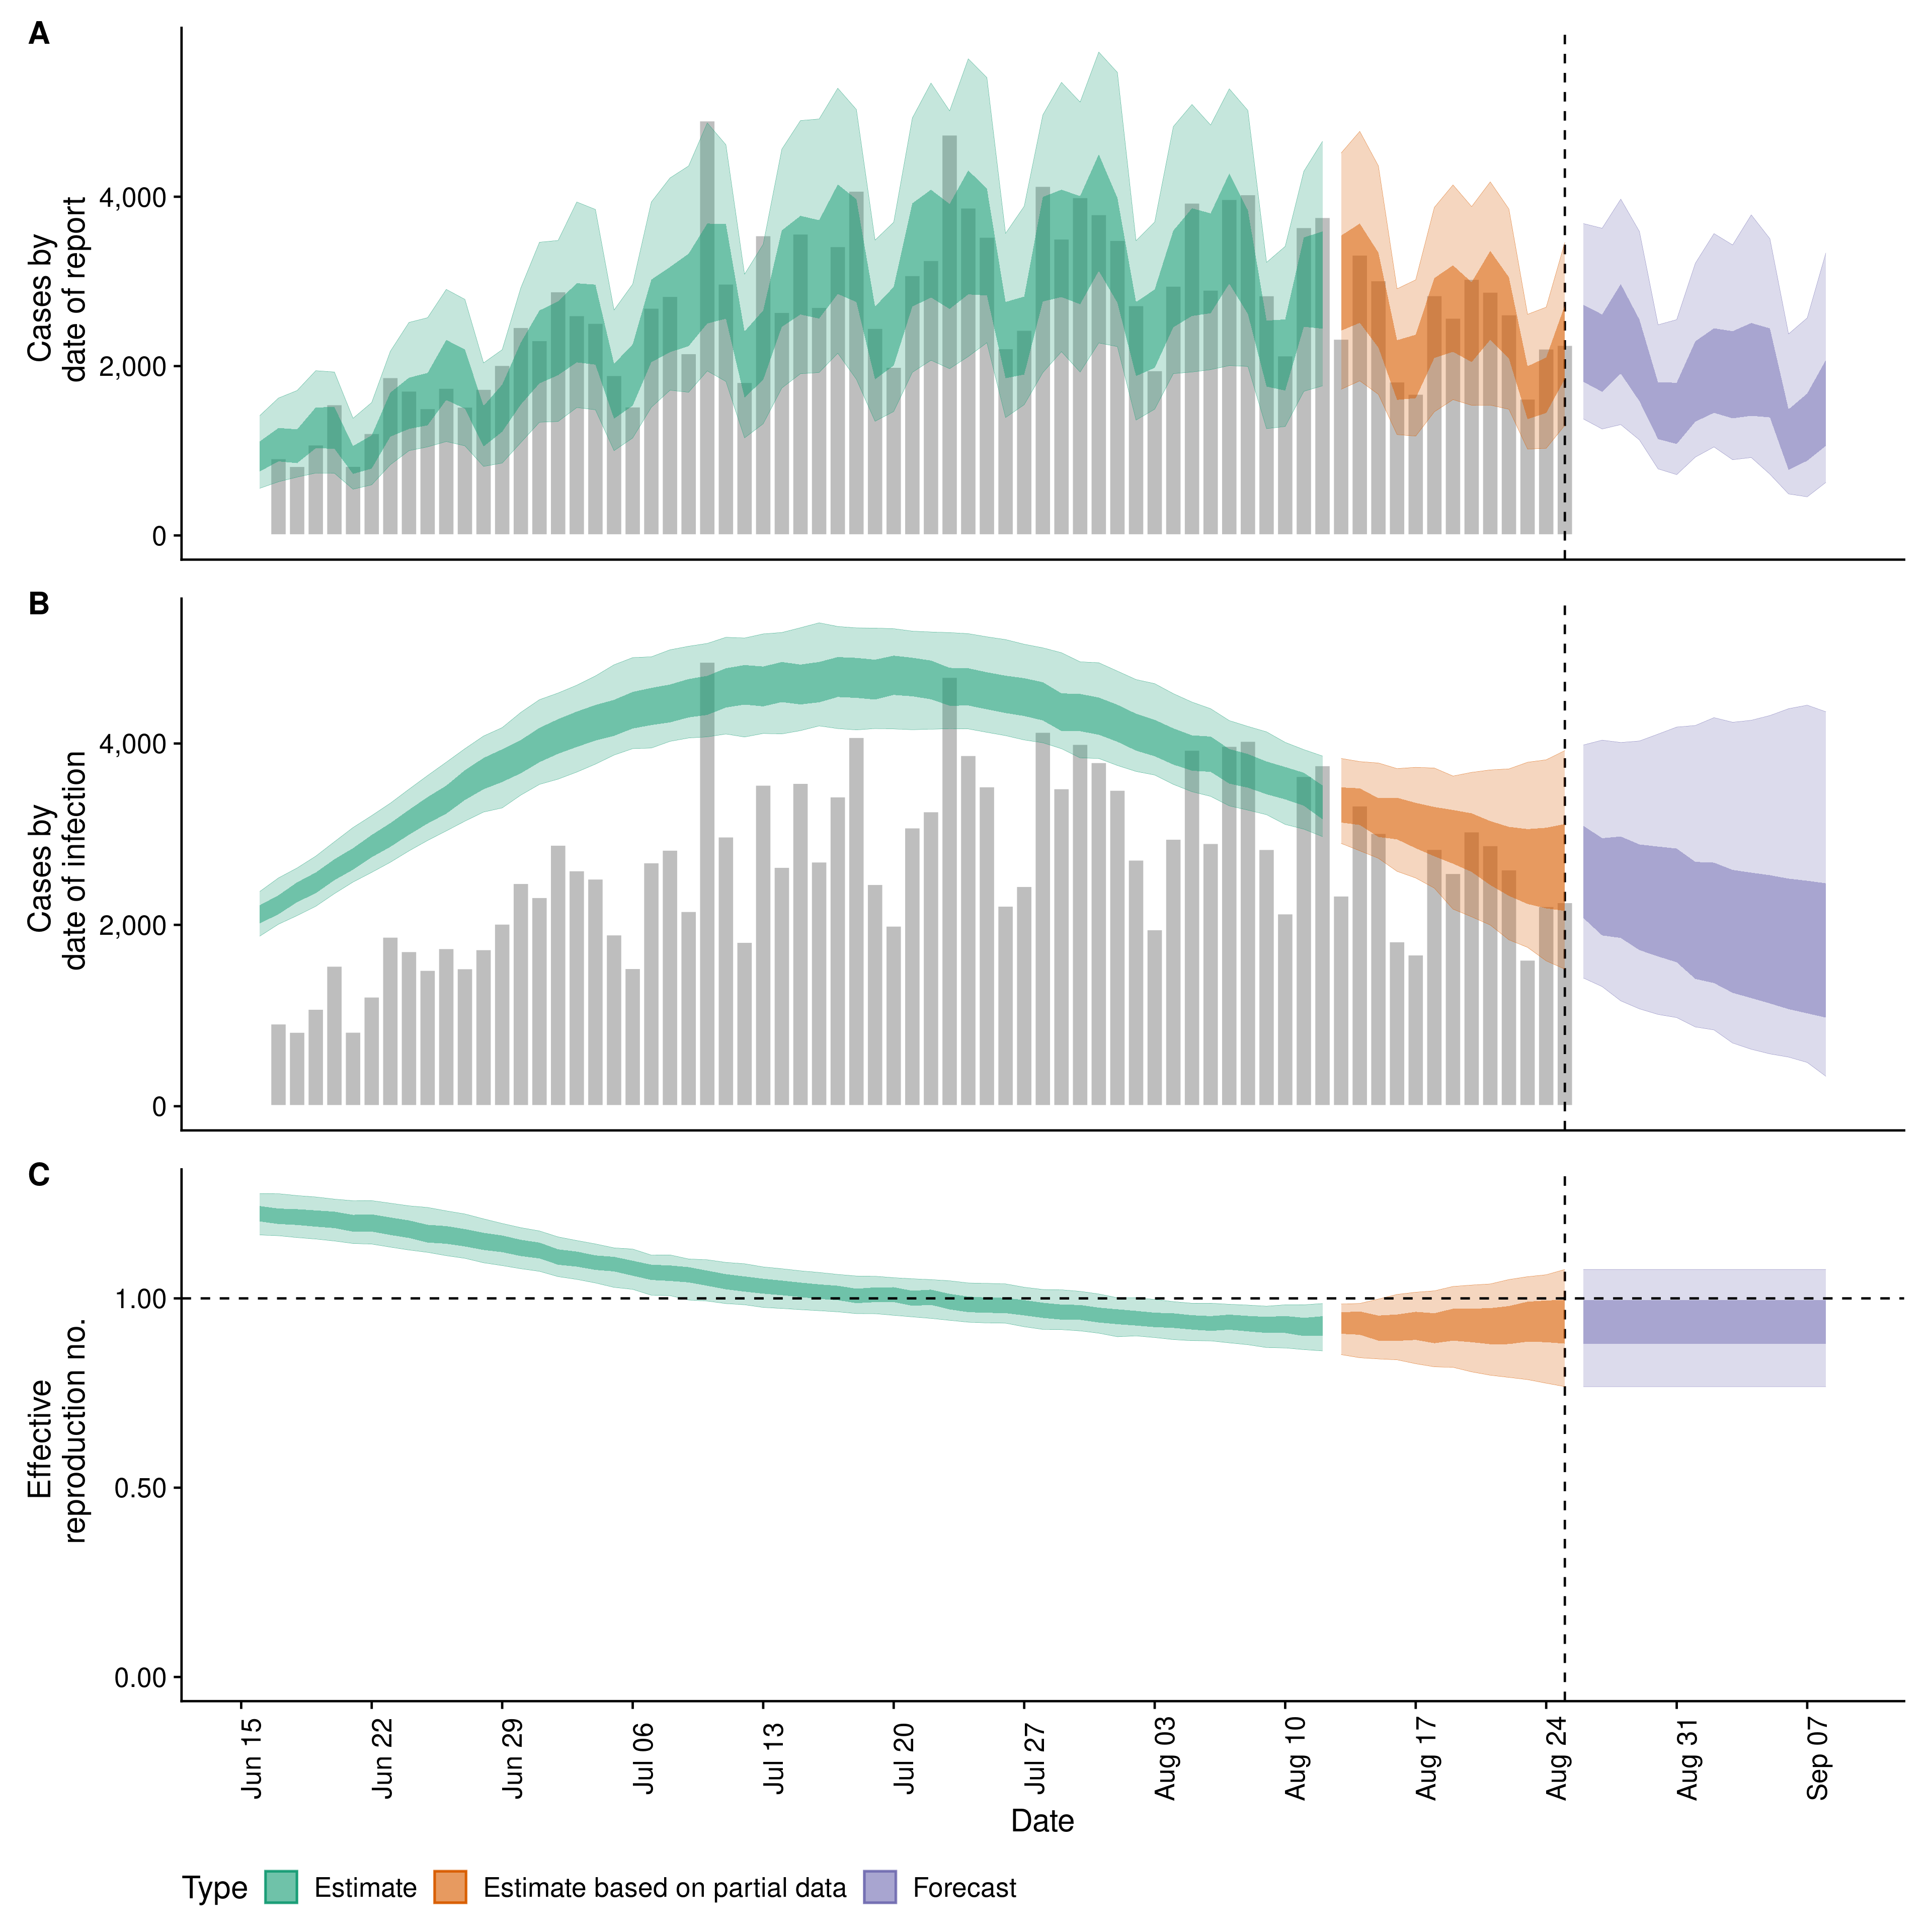 A
Cases by
date of report
4,000
2,000
0
B
Cases by
date of infection
4,000
2,000
0
C
Effective
reproduction no.
1.00
0.50
0.00
Jun 15
Jun 22
Jun 29
Jul 06
Jul 13
Jul 20
Jul 27
Aug 03
Aug 10
Aug 17
Aug 24
Aug 31
Sep 07
Date
Type
Estimate
Estimate based on partial data
Forecast